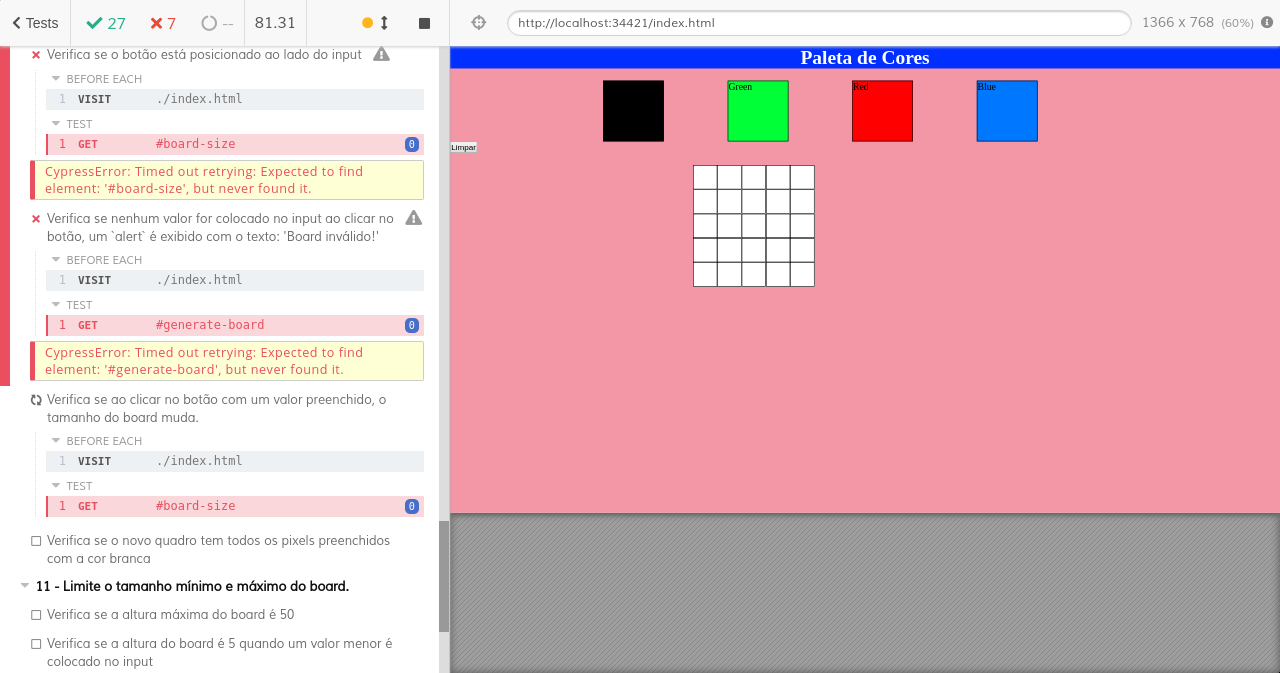 Tests 27 7 -- 81.31 http://localhost:34421/index.html 1366 x 768 (60%)
Verifica se o botão está posicionado ao lado do input
BEFORE EACH
1 VISIT ./index.html
TEST
1 GET #board-size 0
CypressError: Timed out retrying: Expected to find
element: '#board-size', but never found it.
Verifica se nenhum valor for colocado no input ao clicar no
botão, um `alert` é exibido com o texto: 'Board inválido!'
BEFORE EACH
1 VISIT ./index.html
TEST
1 GET #generate-board 0
CypressError: Timed out retrying: Expected to find
element: '#generate-board', but never found it.
Verifica se ao clicar no botão com um valor preenchido, o
tamanho do board muda.
BEFORE EACH
1 VISIT ./index.html
TEST
1 GET #board-size 0
Verifica se o novo quadro tem todos os pixels preenchidos
com a cor branca
11 - Limite o tamanho mínimo e máximo do board.
Verifica se a altura máxima do board é 50
Verifica se a altura do board é 5 quando um valor menor é
colocado no input
Paleta de Cores
Green Red Blue
Limpar